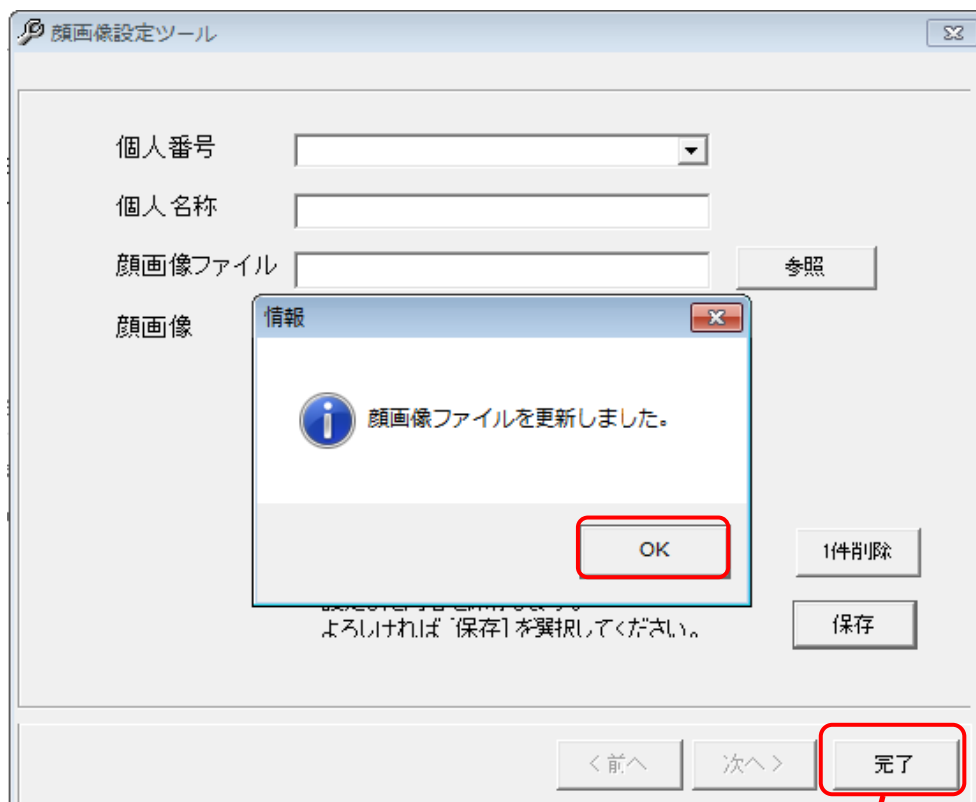 顔画像設定ツール
個人番号
個人名称
顔画像ファイル
参照
顔画像
情報
顔画像ファイルを更新しました。
OK
1件削除
よろしければ [保存] を選択してください。
保存
< 前へ
次へ >
完了